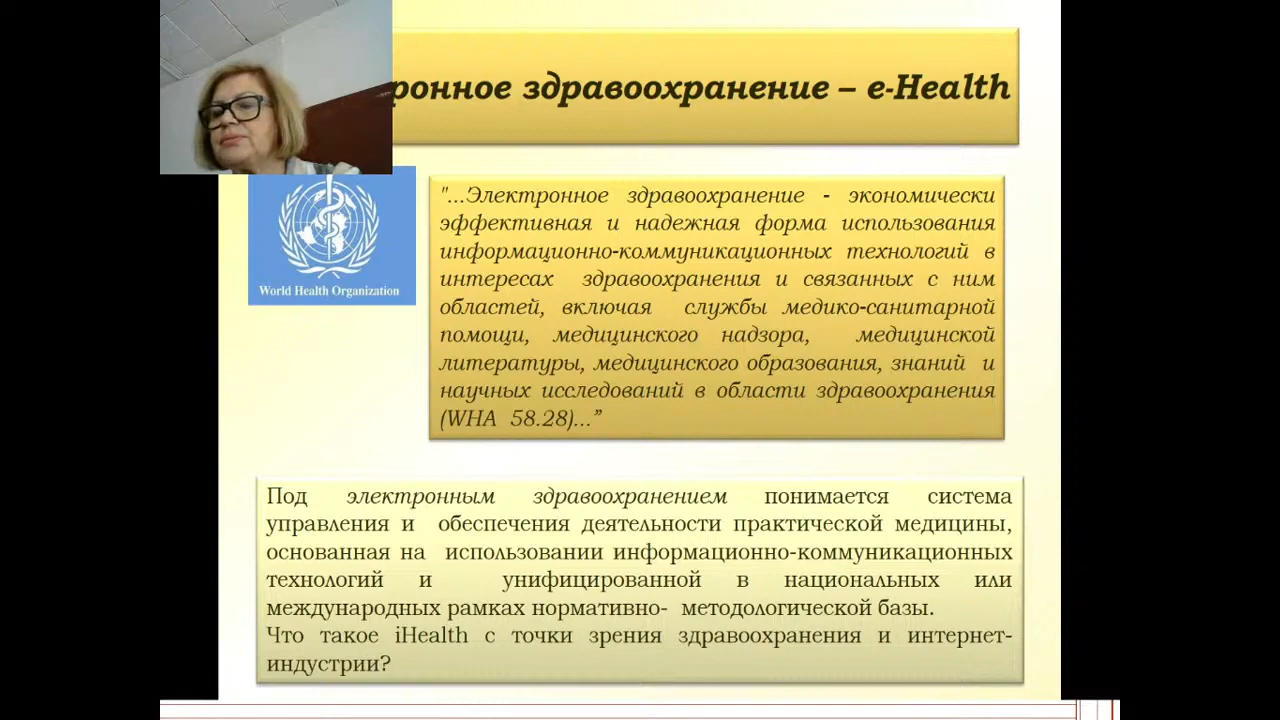 ронное здравоохранение – e-Health
World Health Organization
"...Электронное здравоохранение - экономически
эффективная и надежная форма использования
информационно-коммуникационных технологий в
интересах здравоохранения и связанных с ним
областей, включая службы медико-санитарной
помощи, медицинского надзора, медицинской
литературы, медицинского образования, знаний и
научных исследований в области здравоохранения
(WHA 58.28)...”
Под электронным здравоохранением понимается система
управления и обеспечения деятельности практической медицины,
основанная на использовании информационно-коммуникационных
технологий и унифицированной в национальных или
международных рамках нормативно- методологической базы.
Что такое iHealth с точки зрения здравоохранения и интернет-
индустрии?